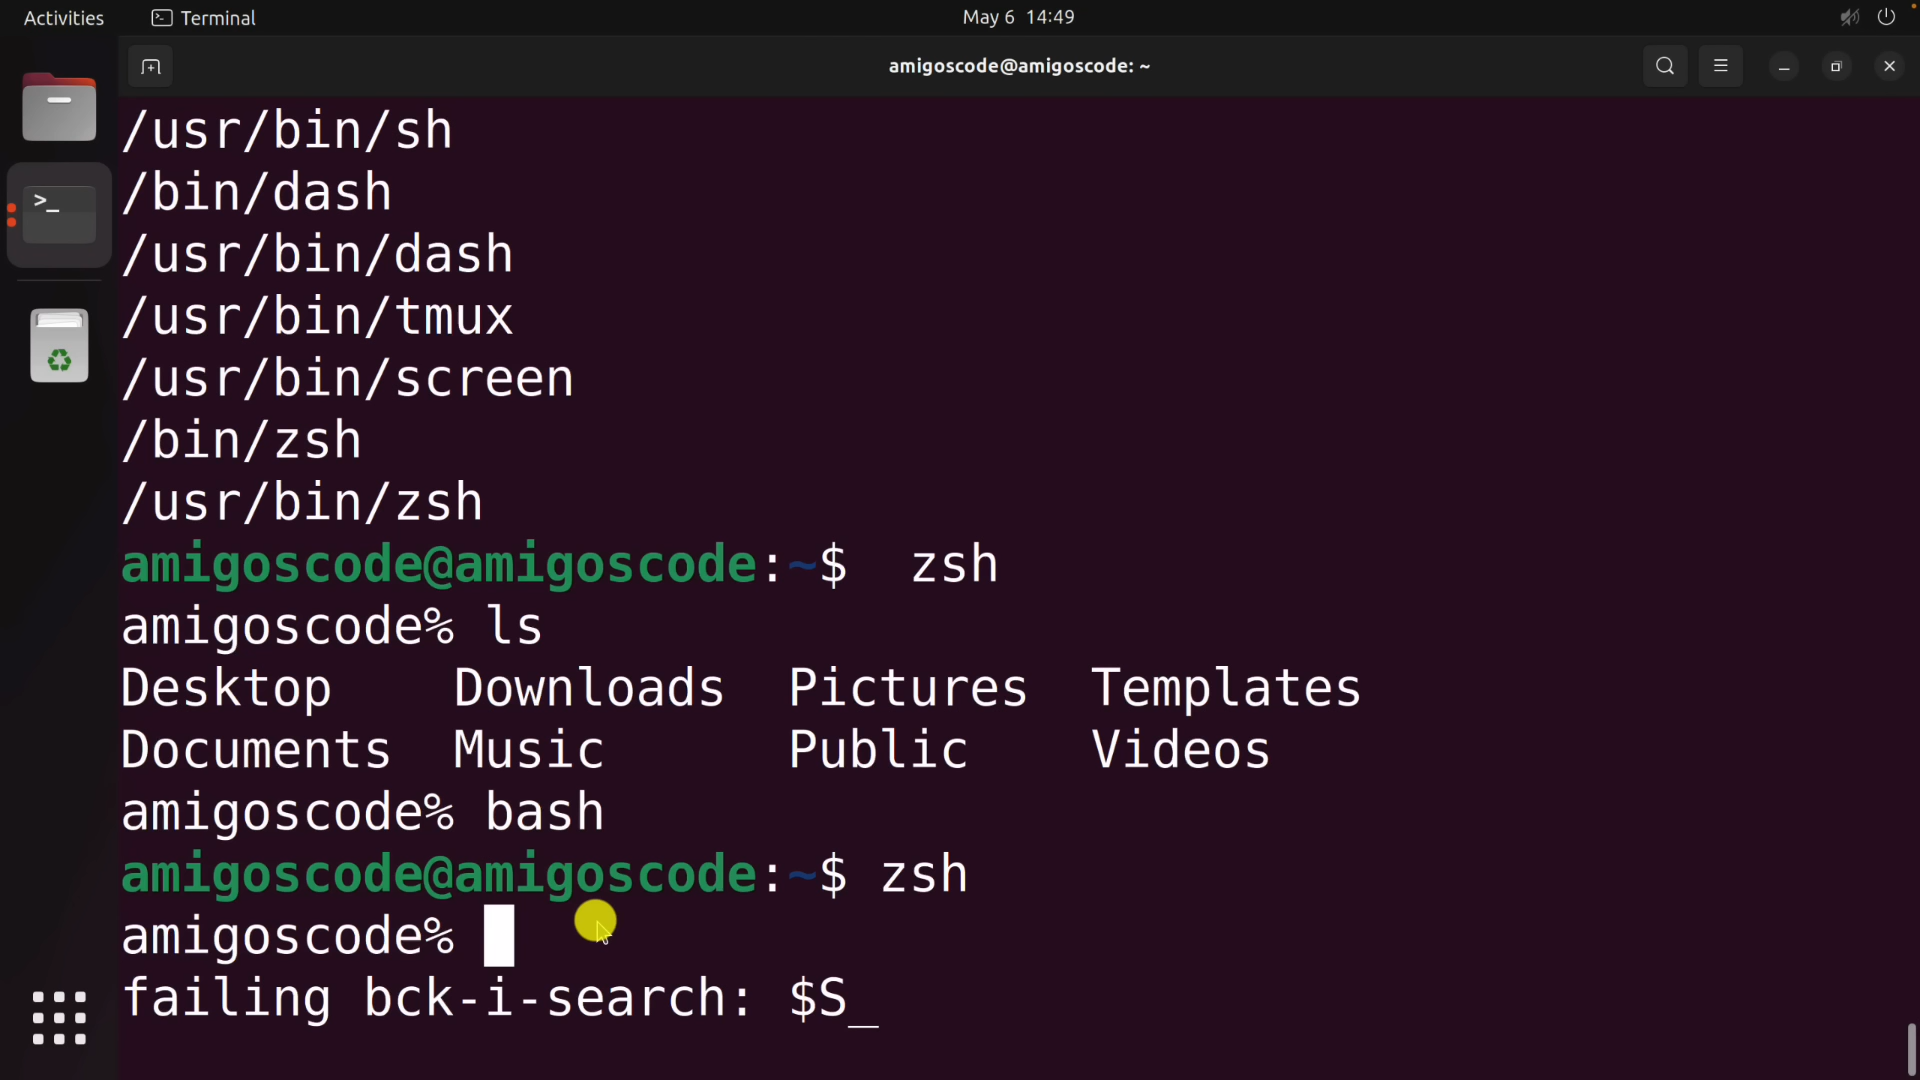 Activities Terminal May 6 14:49
amigoscode@amigoscode: ~
/usr/bin/sh
/bin/dash
>_
/usr/bin/dash
/usr/bin/tmux
/usr/bin/screen
/bin/zsh
/usr/bin/zsh
amigoscode@amigoscode:~$  zsh
amigoscode% ls
Desktop    Downloads  Pictures  Templates
Documents  Music      Public    Videos
amigoscode% bash
amigoscode@amigoscode:~$ zsh
amigoscode%
failing bck-i-search: $S_